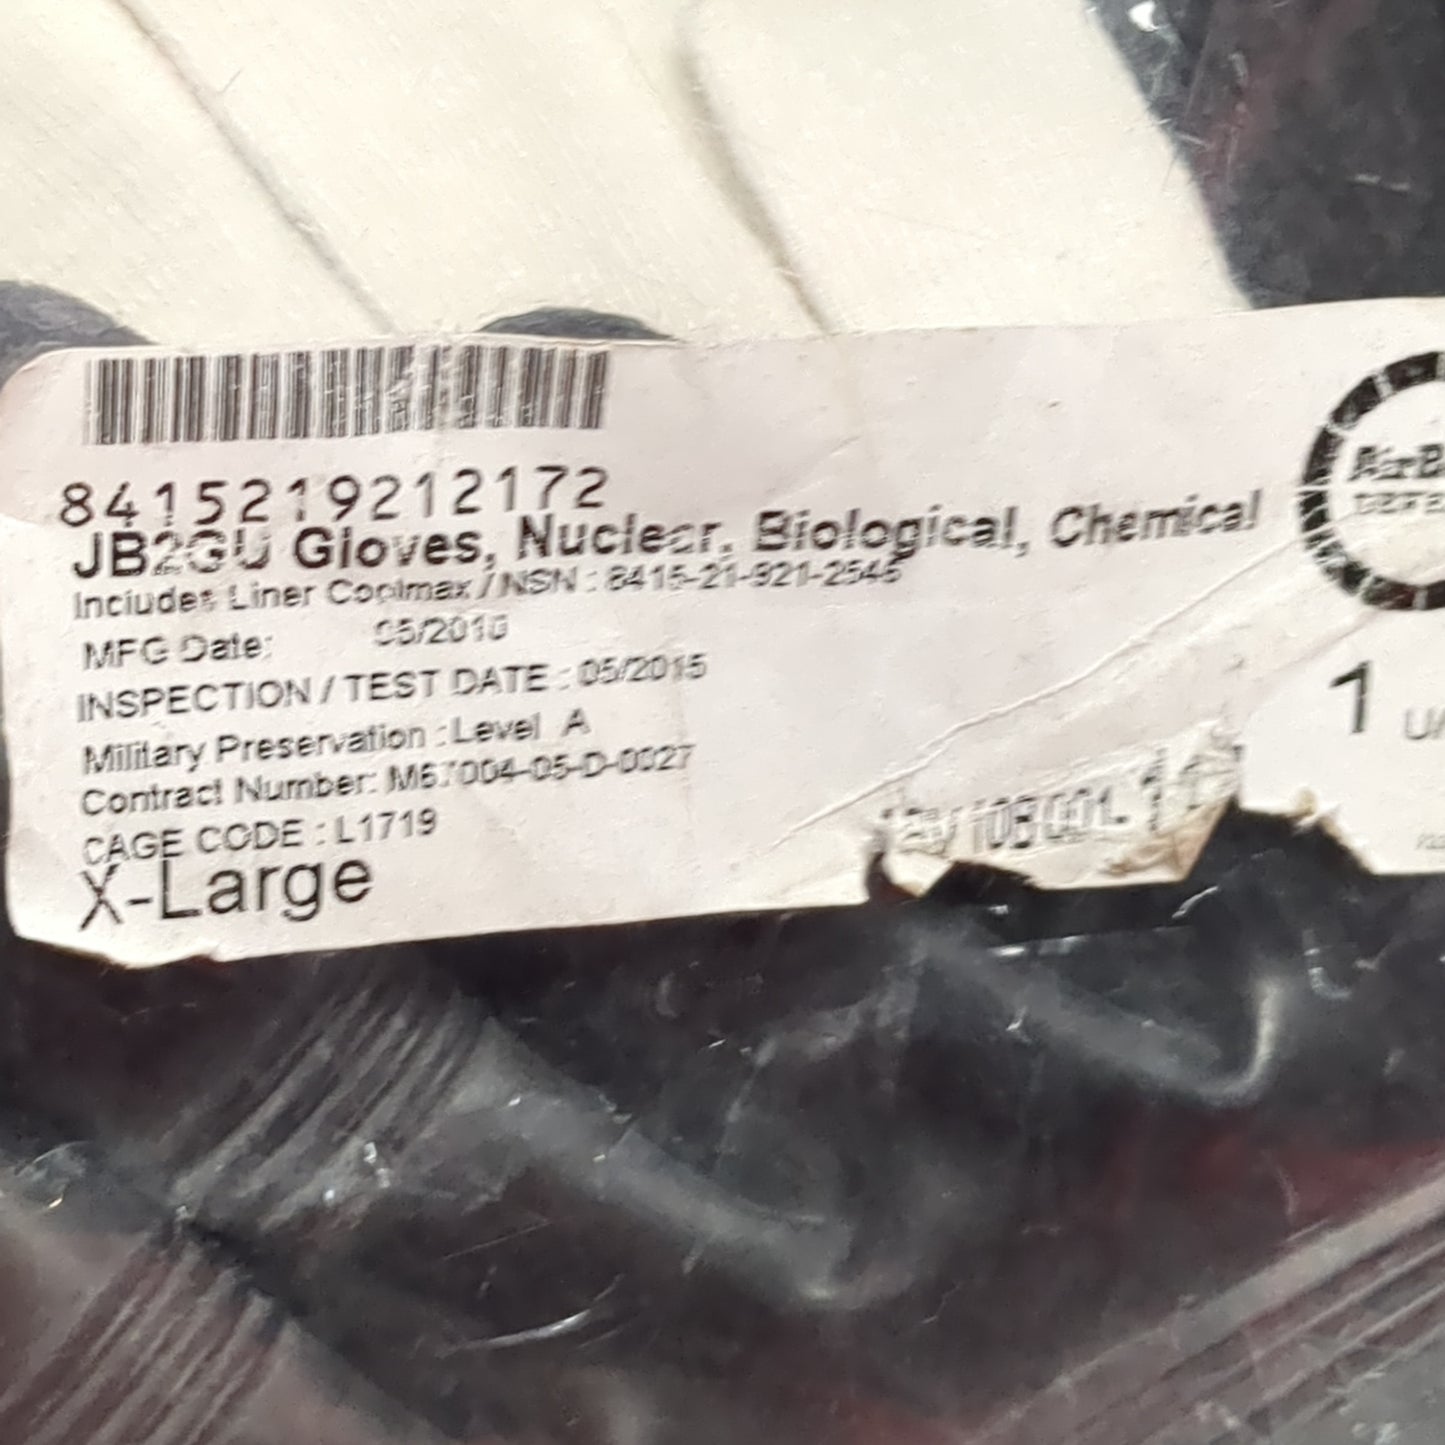 8415219212172
JB2GU Gloves, Nuclear, Biological, Chemical
Includes Liner Coolmax / NSN : 8415-21-921-2546
MFG Date: 05/2010
INSPECTION / TEST DATE : 05/2015
Military Preservation : Level A
Contract Number: M67004-05-D-0027
CAGE CODE : L1719
X-Large
1